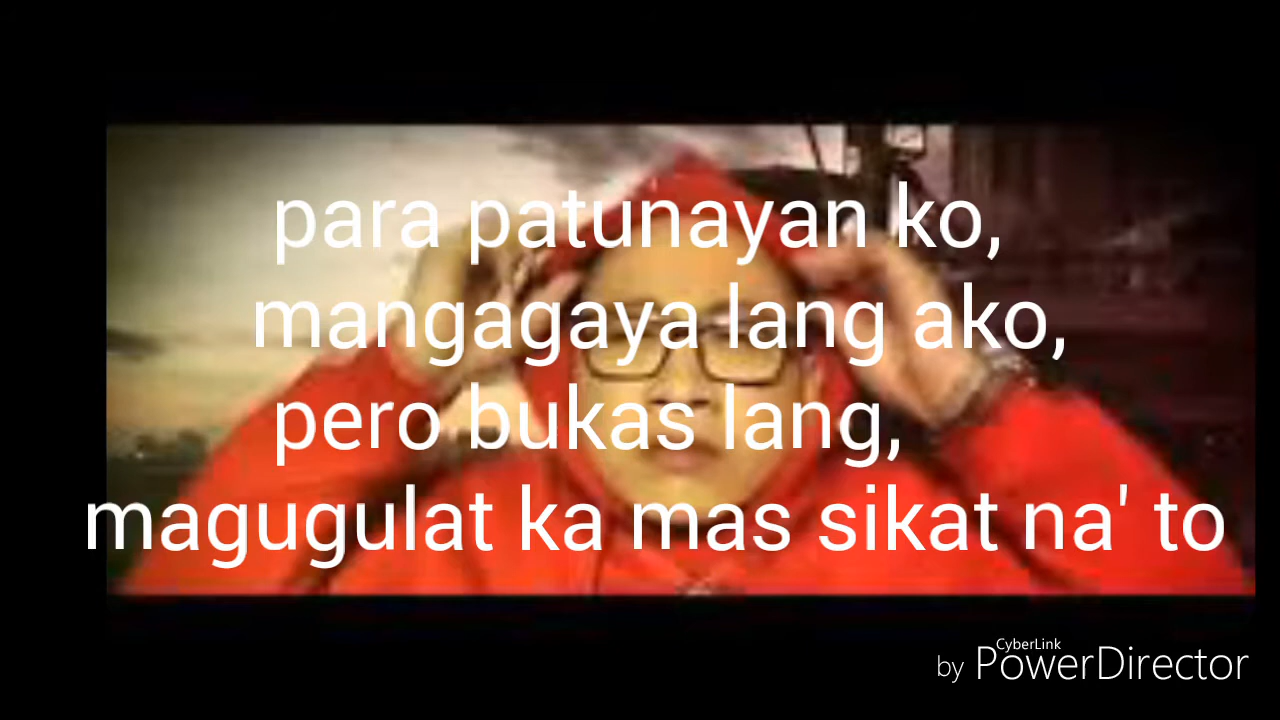 para patunayan ko,
mangagaya lang ako,
pero bukas lang,
magugulat ka mas sikat na' to
CyberLink
by PowerDirector